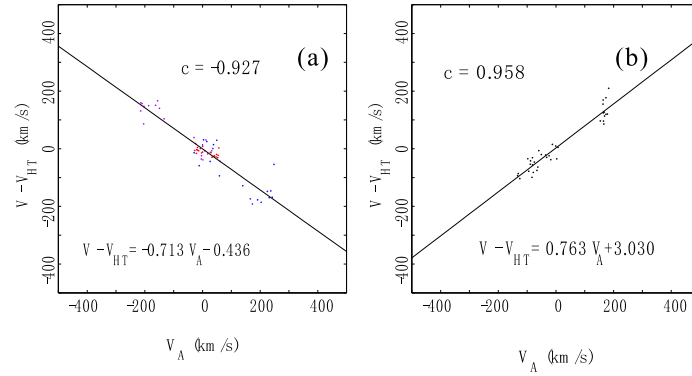 (a)
c = -0.927
V - V_HT = -0.713 V_A - 0.436
V - V_HT (km/s)
400
200
0
-200
-400
-400 -200 0 200 400
V_A (km/s)
(b)
c = 0.958
V - V_HT = 0.763 V_A + 3.030
V - V_HT (km/s)
400
200
0
-200
-400
-400 -200 0 200 400
V_A (km/s)